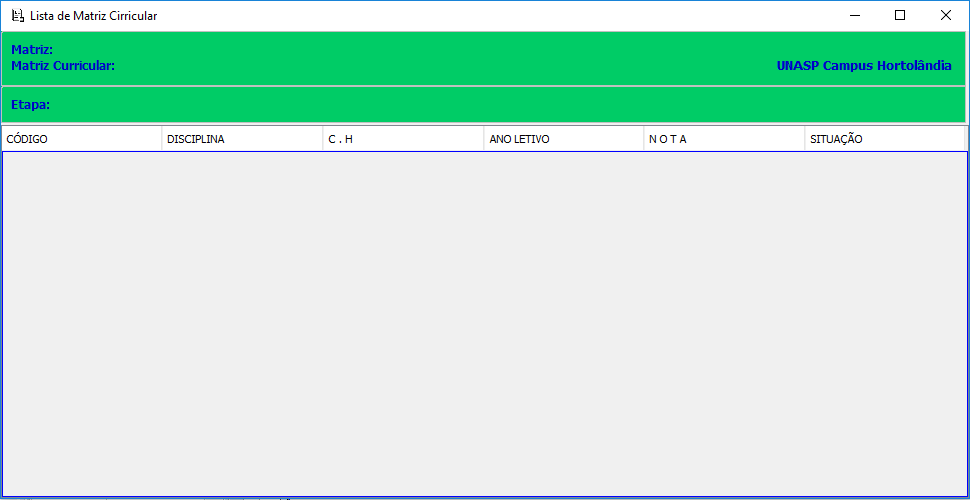 Lista de Matriz Cirricular
Matriz:
Matriz Curricular: UNASP Campus Hortolândia
Etapa:
CÓDIGO DISCIPLINA C . H ANO LETIVO N O T A SITUAÇÃO